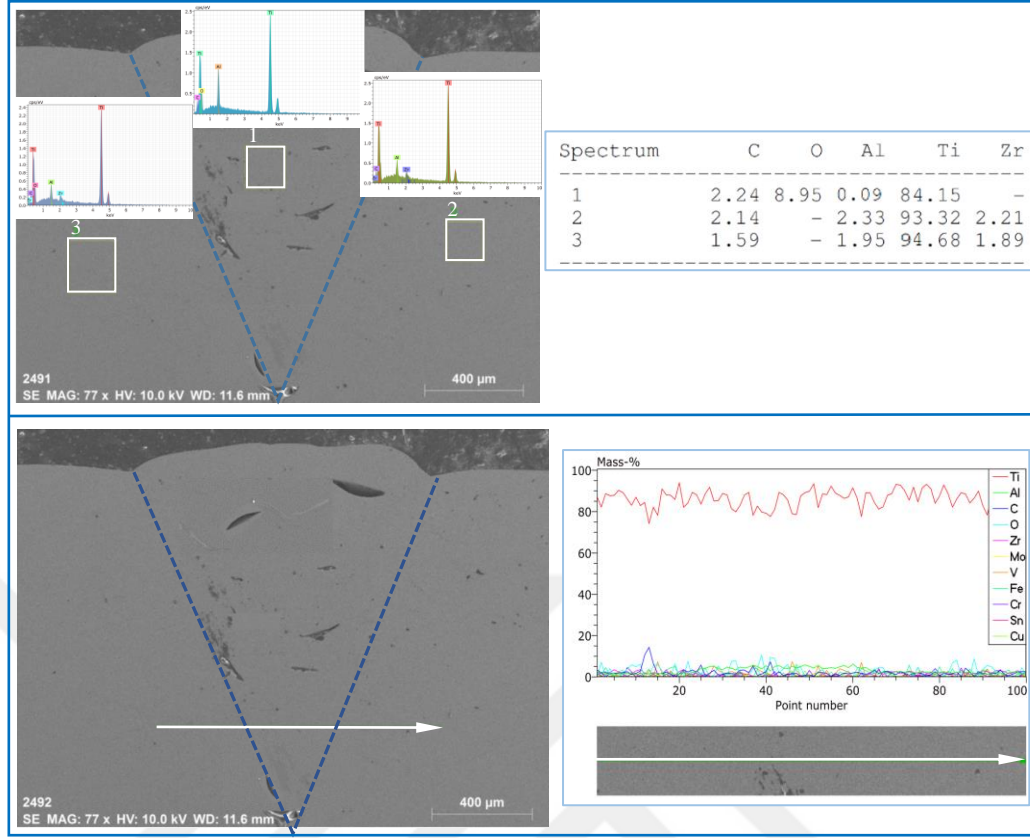 1
2
3
2491
SE MAG: 77 x HV: 10.0 kV WD: 11.6 mm
400 µm
Spectrum C O Al Ti Zr
1 2.24 8.95 0.09 84.15 -
2 2.14 - 2.33 93.32 2.21
3 1.59 - 1.95 94.68 1.89
2492
SE MAG: 77 x HV: 10.0 kV WD: 11.6 mm
400 µm
Mass-%
100
80
60
40
20
0
20 40 60 80 100
Point number
Ti
Al
C
O
Zr
Mo
V
Fe
Cr
Sn
Cu